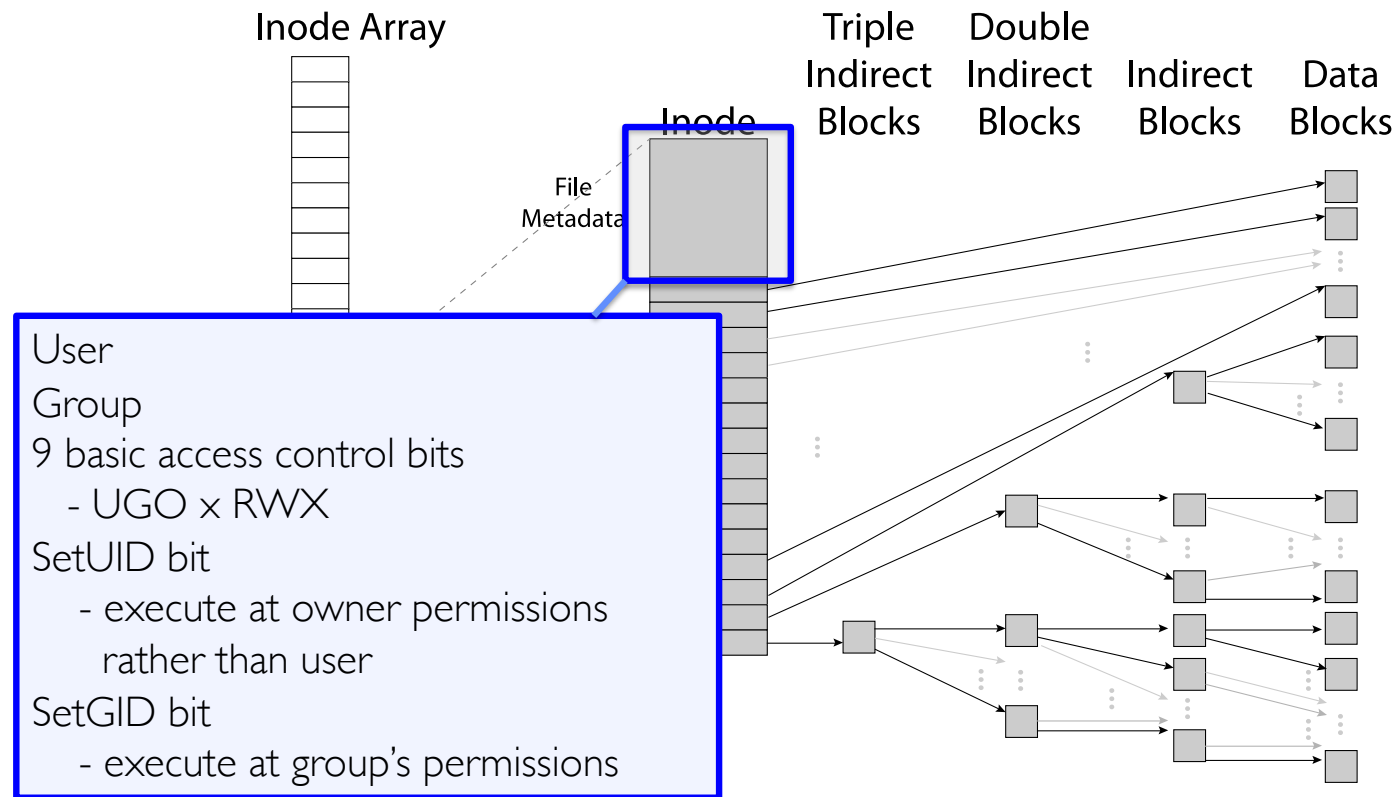 Inode Array
Triple
Indirect
Blocks
Double
Indirect
Blocks
Indirect
Blocks
Data
Blocks
Inode
File
Metadata
User
Group
9 basic access control bits
- UGO x RWX
SetUID bit
- execute at owner permissions
rather than user
SetGID bit
- execute at group’s permissions